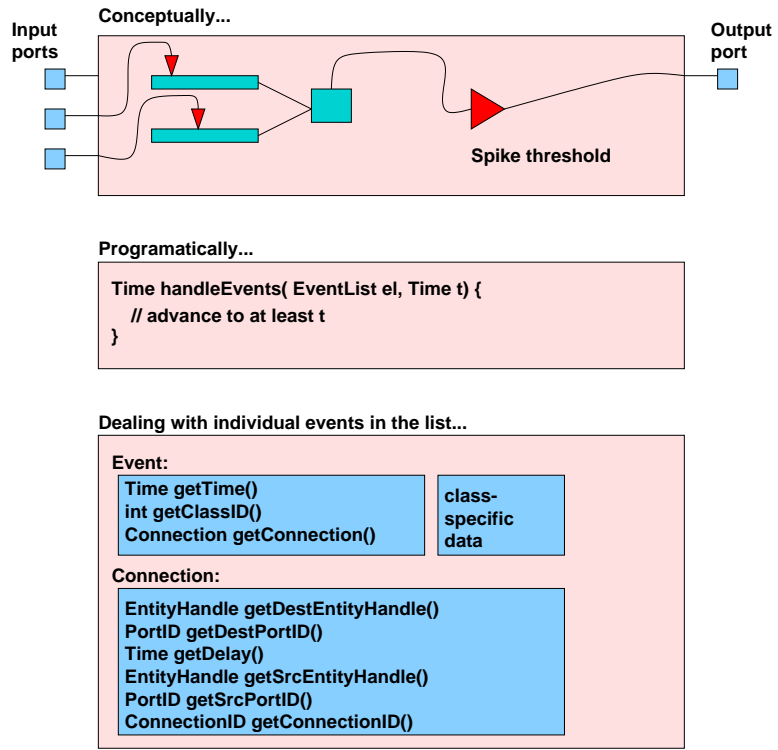 Conceptually...
Input
ports
Output
port
Spike threshold
Programatically...
Time handleEvents( EventList el, Time t) {
// advance to at least t
}
Dealing with individual events in the list...
Event:
Time getTime()
int getClassID()
Connection getConnection()
class-
specific
data
Connection:
EntityHandle getDestEntityHandle()
PortID getDestPortID()
Time getDelay()
EntityHandle getSrcEntityHandle()
PortID getSrcPortID()
ConnectionID getConnectionID()